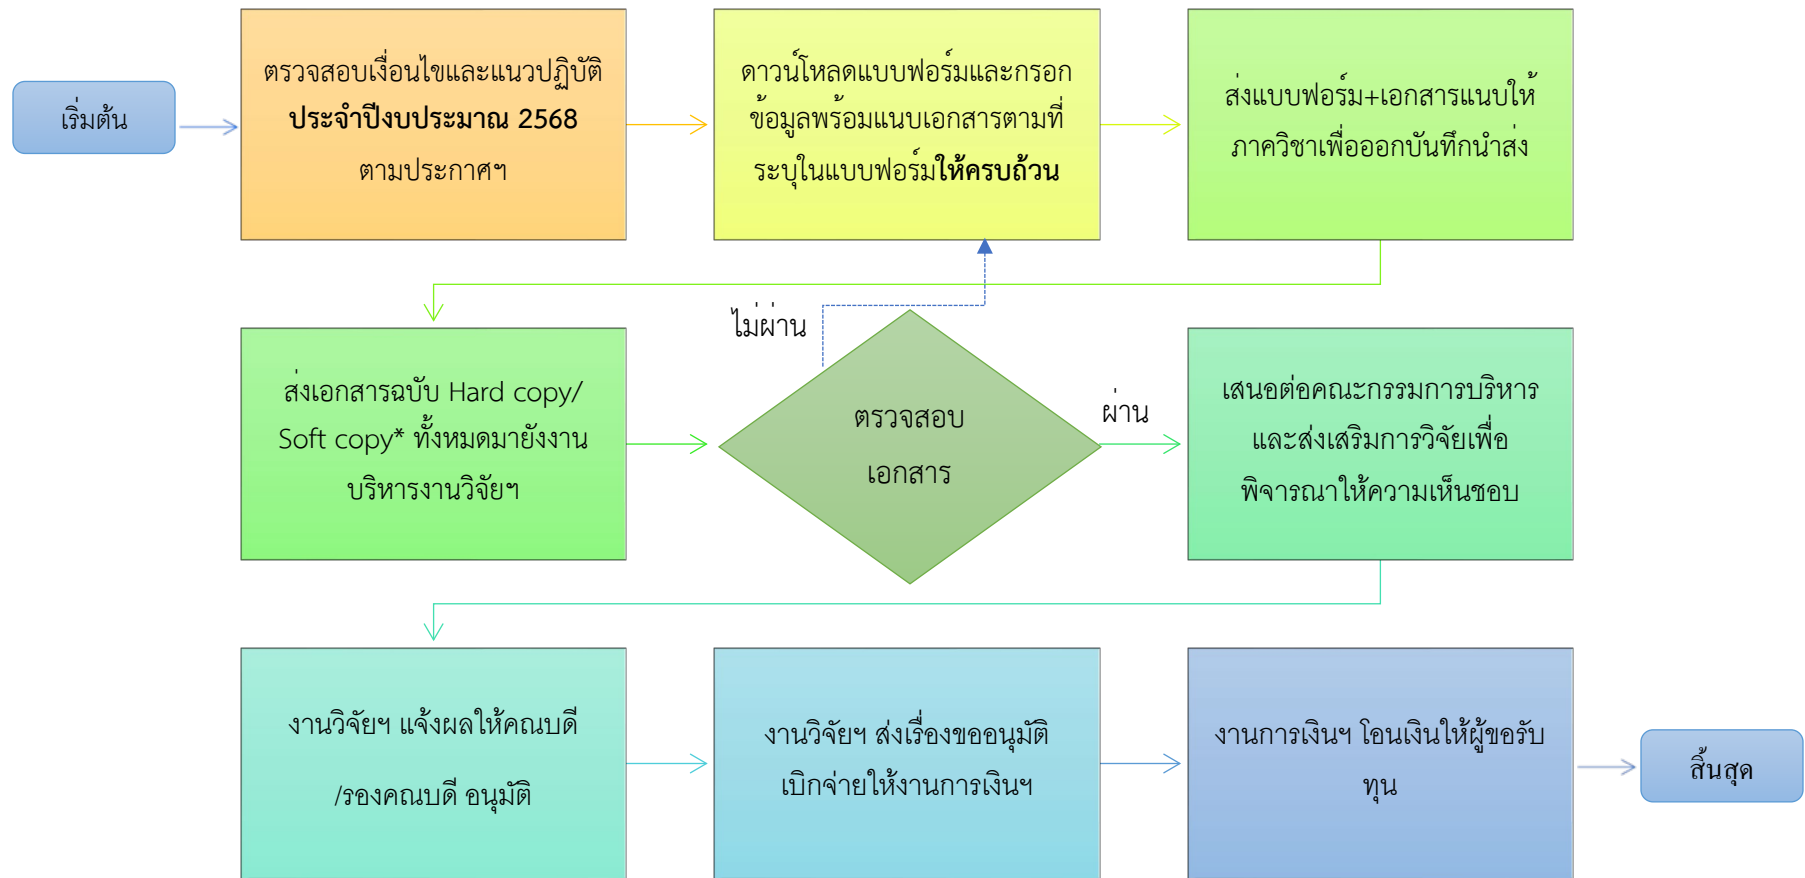 เริ่มต้น
ตรวจสอบเงื่อนไขและแนวปฏิบัติ
ประจำปีงบประมาณ 2568
ตามประกาศฯ
ดาวน์โหลดแบบฟอร์มและกรอก
ข้อมูลพร้อมแนบเอกสารตามที่
ระบุในแบบฟอร์มให้ครบถ้วน
ส่งแบบฟอร์ม+เอกสารแนบให้
ภาควิชาเพื่อออกบันทึกนำส่ง
ส่งเอกสารฉบับ Hard copy/
Soft copy* ทั้งหมดมายังงาน
บริหารงานวิจัยฯ
ไม่ผ่าน
ตรวจสอบ
เอกสาร
ผ่าน
เสนอต่อคณะกรรมการบริหาร
และส่งเสริมการวิจัยเพื่อ
พิจารณาให้ความเห็นชอบ
งานวิจัยฯ แจ้งผลให้คณบดี
/รองคณบดี อนุมัติ
งานวิจัยฯ ส่งเรื่องขออนุมัติ
เบิกจ่ายให้งานการเงินฯ
งานการเงินฯ โอนเงินให้ผู้ขอรับ
ทุน
สิ้นสุด